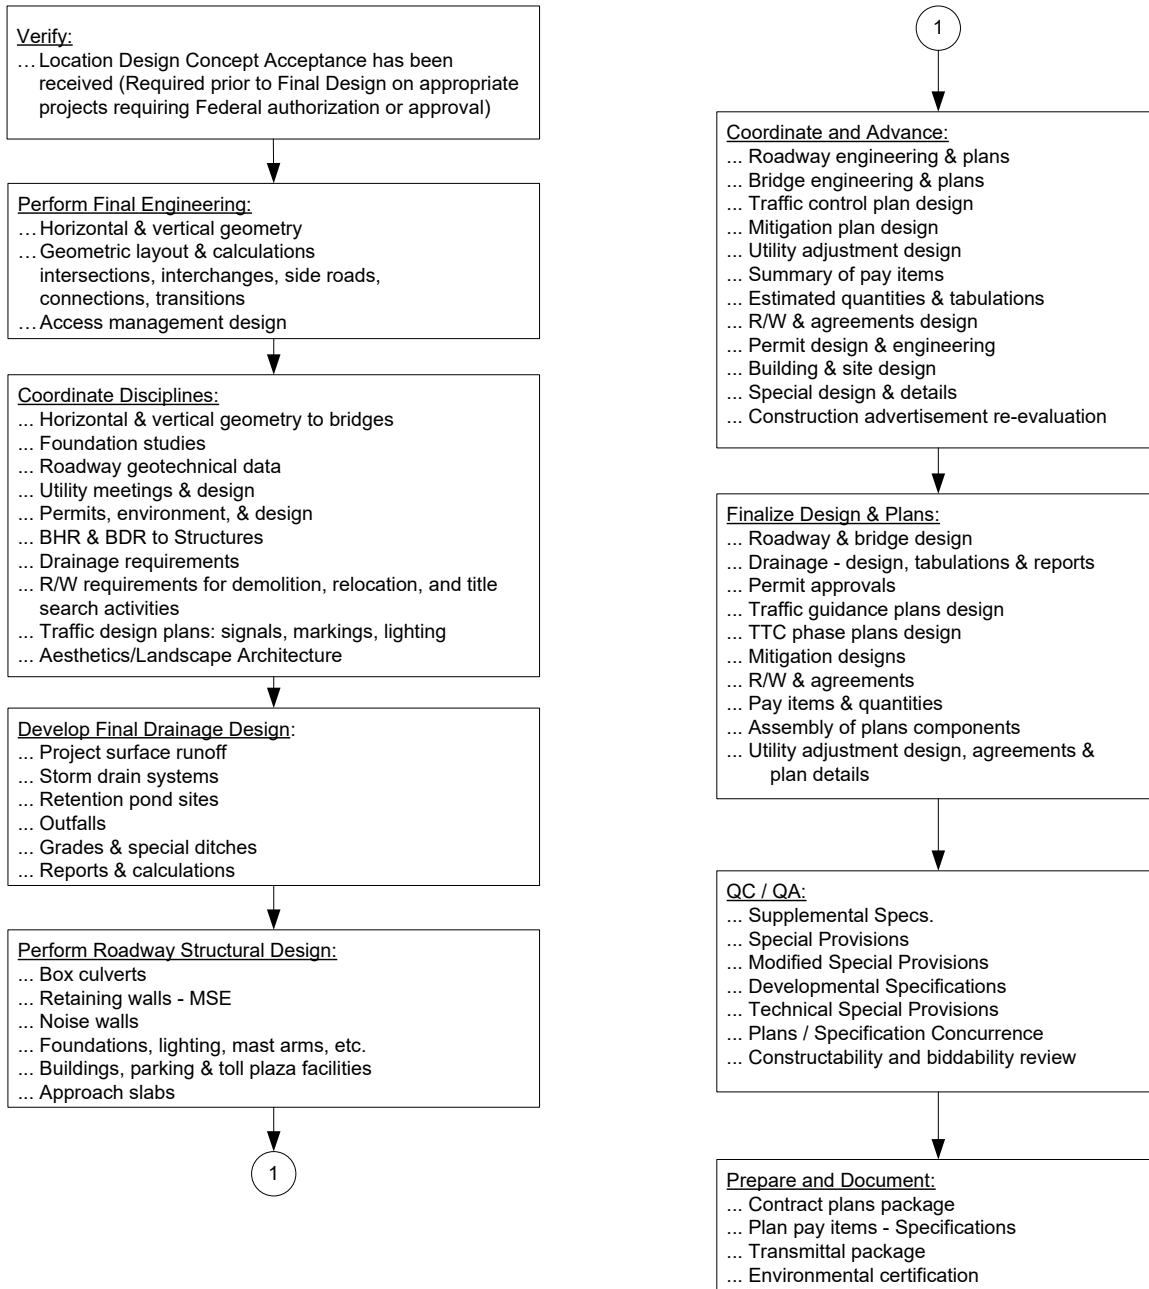 Verify:
…Location Design Concept Acceptance has been
received (Required prior to Final Design on appropriate
projects requiring Federal authorization or approval)
Perform Final Engineering:
…Horizontal & vertical geometry
…Geometric layout & calculations
intersections, interchanges, side roads,
connections, transitions
…Access management design
Coordinate Disciplines:
... Horizontal & vertical geometry to bridges
... Foundation studies
... Roadway geotechnical data
... Utility meetings & design
... Permits, environment, & design
... BHR & BDR to Structures
... Drainage requirements
... R/W requirements for demolition, relocation, and title
search activities
... Traffic design plans: signals, markings, lighting
... Aesthetics/Landscape Architecture
Develop Final Drainage Design:
... Project surface runoff
... Storm drain systems
... Retention pond sites
... Outfalls
... Grades & special ditches
... Reports & calculations
Perform Roadway Structural Design:
... Box culverts
... Retaining walls - MSE
... Noise walls
... Foundations, lighting, mast arms, etc.
... Buildings, parking & toll plaza facilities
... Approach slabs
1
1
Coordinate and Advance:
... Roadway engineering & plans
... Bridge engineering & plans
... Traffic control plan design
... Mitigation plan design
... Utility adjustment design
... Summary of pay items
... Estimated quantities & tabulations
... R/W & agreements design
... Permit design & engineering
... Building & site design
... Special design & details
... Construction advertisement re-evaluation
Finalize Design & Plans:
... Roadway & bridge design
... Drainage - design, tabulations & reports
... Permit approvals
... Traffic guidance plans design
... TTC phase plans design
... Mitigation designs
... R/W & agreements
... Pay items & quantities
... Assembly of plans components
... Utility adjustment design, agreements &
plan details
QC / QA:
... Supplemental Specs.
... Special Provisions
... Modified Special Provisions
... Developmental Specifications
... Technical Special Provisions
... Plans / Specification Concurrence
... Constructability and biddability review
Prepare and Document:
... Contract plans package
... Plan pay items - Specifications
... Transmittal package
... Environmental certification